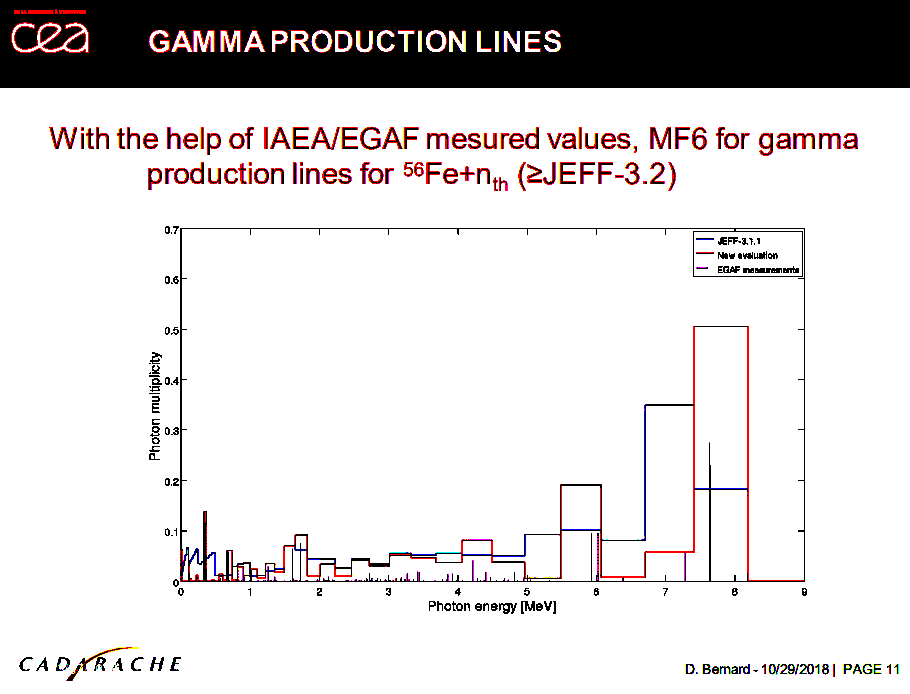 cea
GAMMA PRODUCTION LINES
With the help of IAEA/EGAF mesured values, MF6 for gamma
production lines for ⁵⁶Fe+nth (≥JEFF-3.2)
0.7
JEFF-3.1.1
New evaluation
EGAF measurements
0.6
0.5
0.4
0.3
0.2
0.1
0
Photon multiplicity
0 1 2 3 4 5 6 7 8 9
Photon energy [MeV]
CADARACHE
D. Bernard - 10/29/2018 | PAGE 11